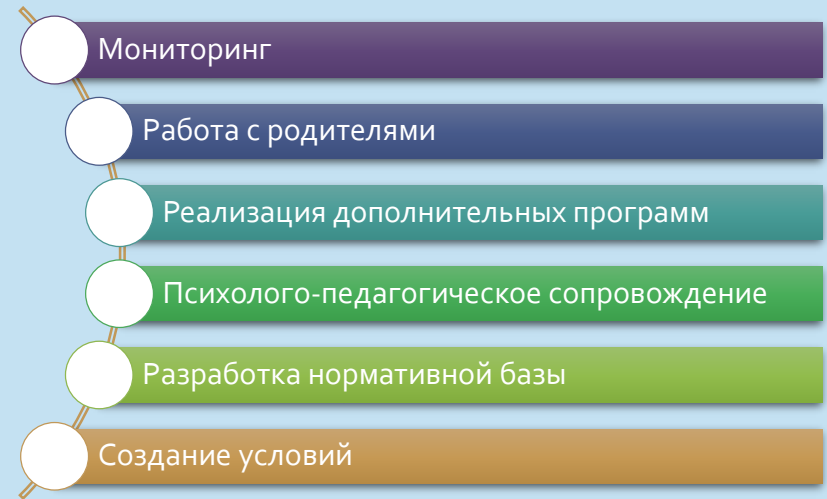 Мониторинг
Работа с родителями
Реализация дополнительных программ
Психолого-педагогическое сопровождение
Разработка нормативной базы
Создание условий